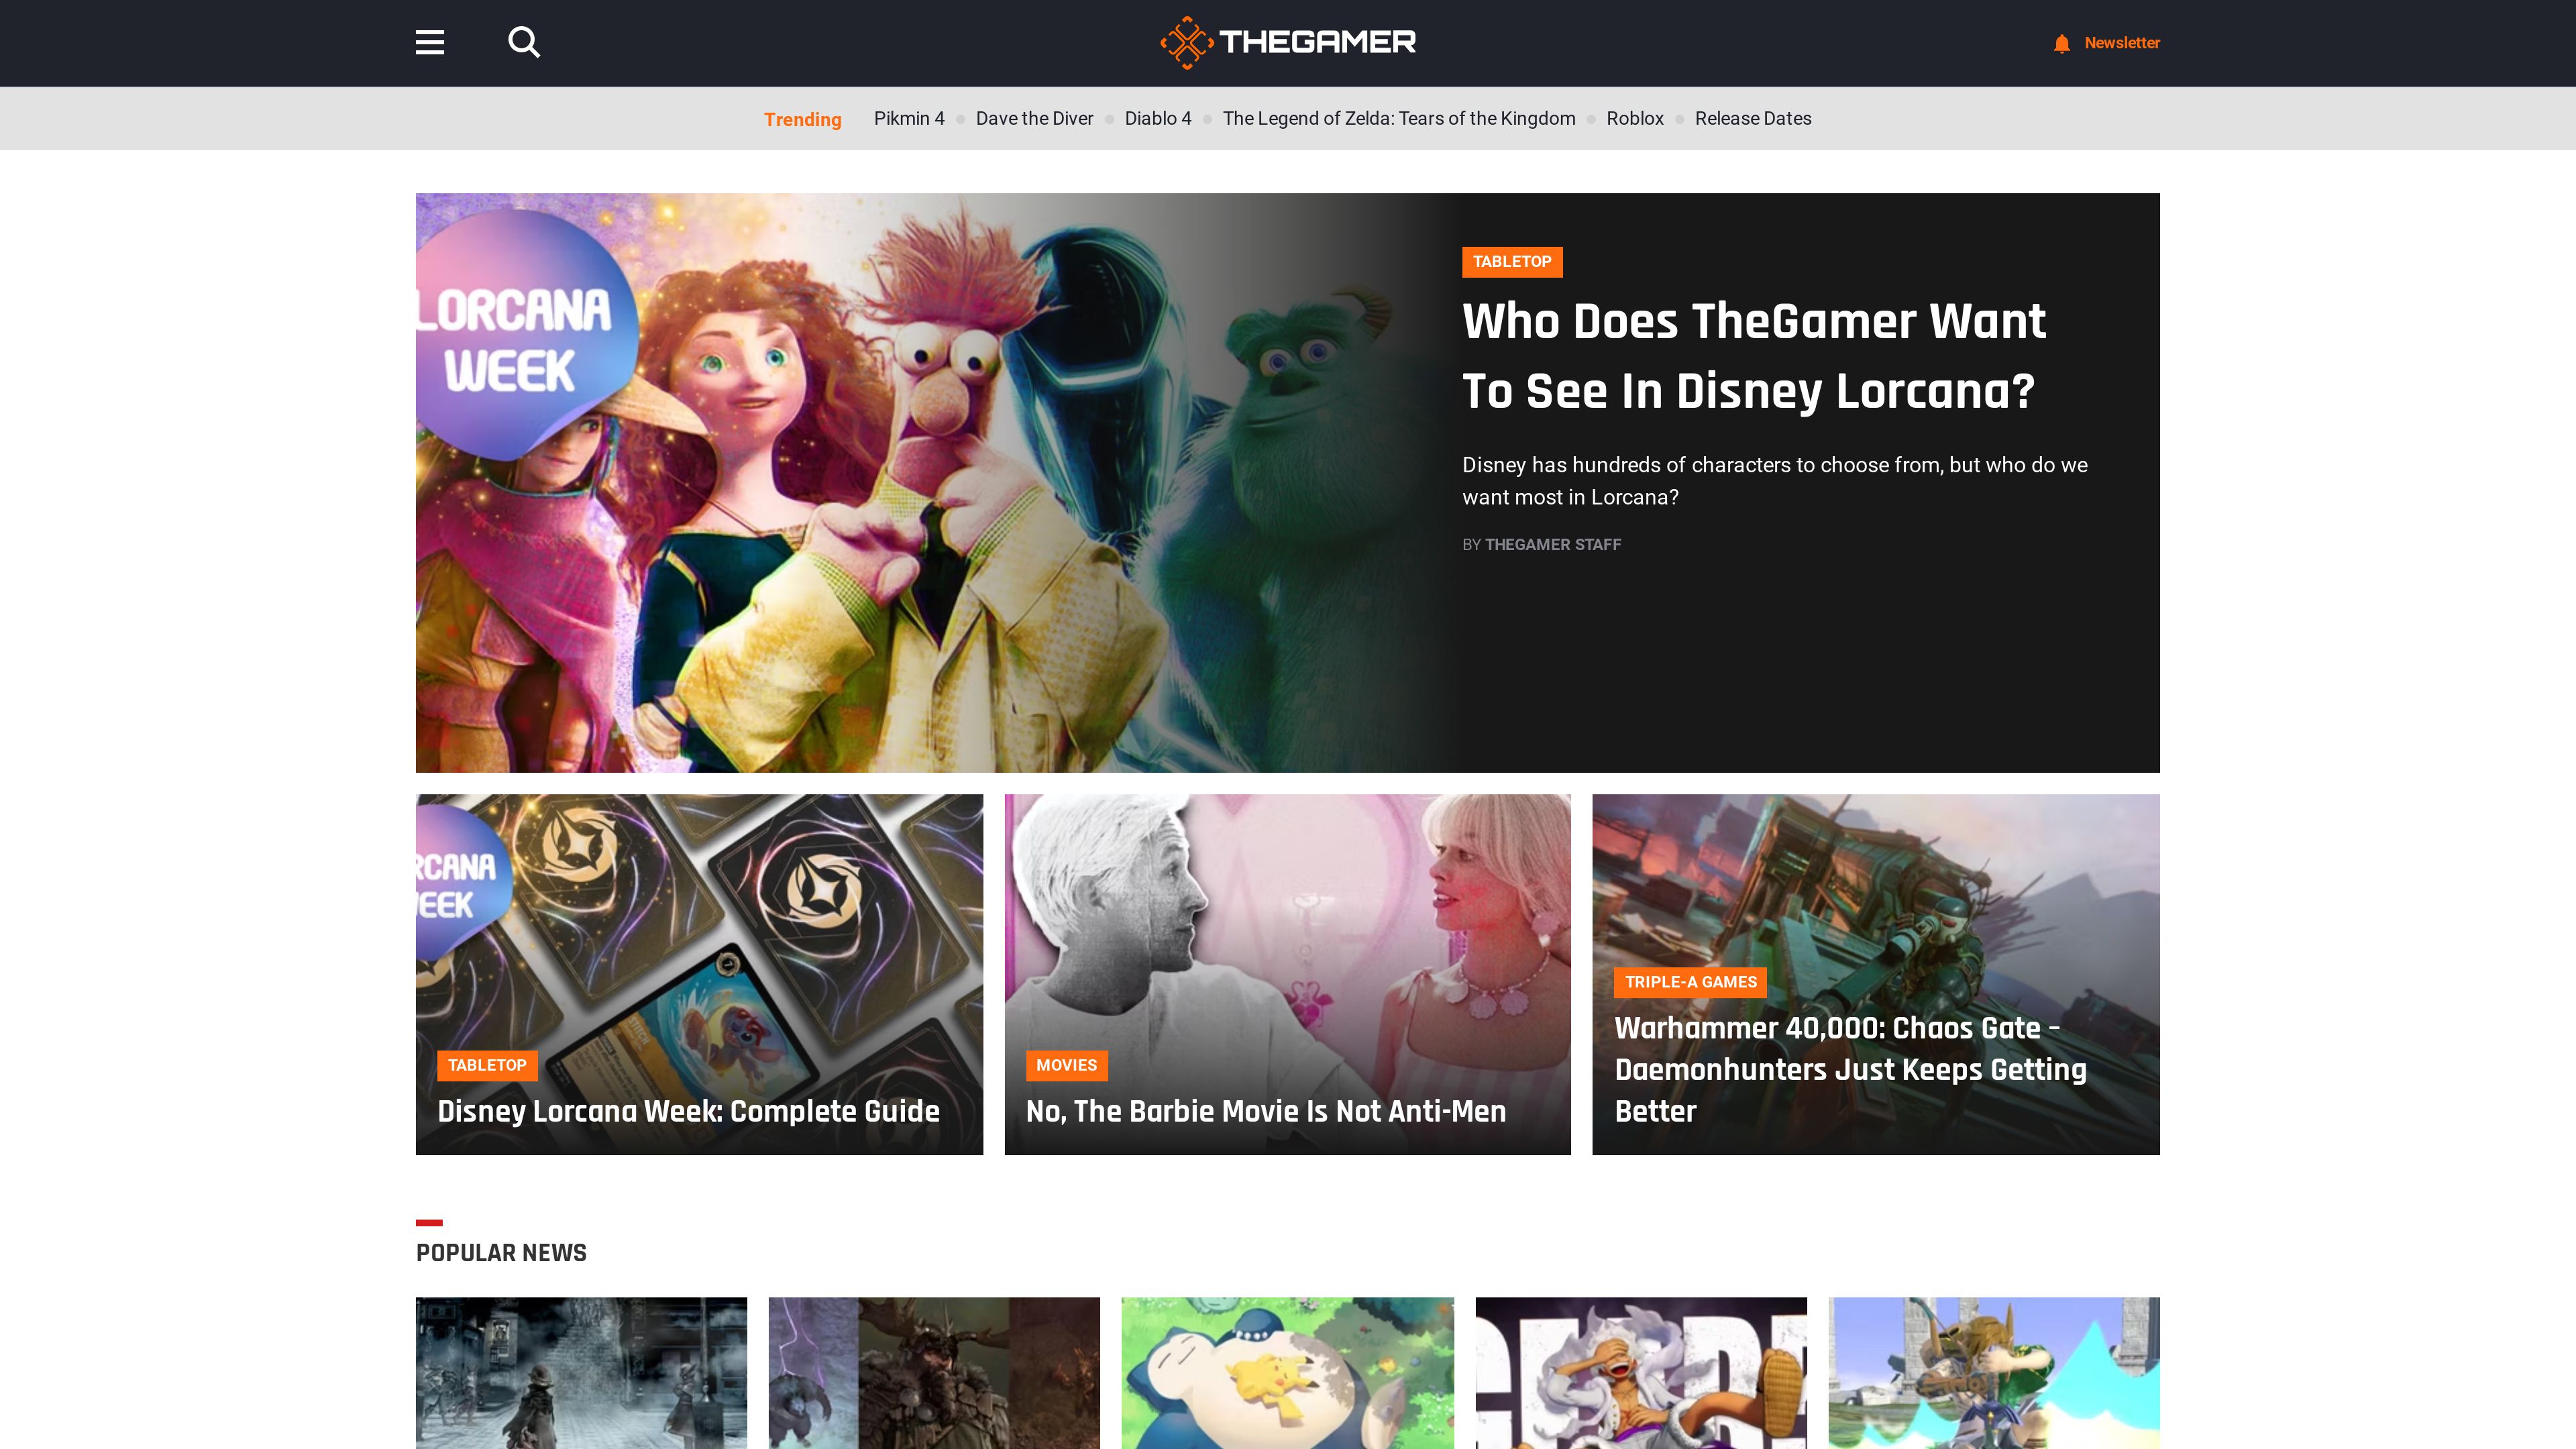 THEGAMER
Newsletter
Trending
Pikmin 4
Dave the Diver
Diablo 4
The Legend of Zelda: Tears of the Kingdom
Roblox
Release Dates
LORCANA
WEEK
TABLETOP
Who Does TheGamer Want
To See In Disney Lorcana?
Disney has hundreds of characters to choose from, but who do we
want most in Lorcana?
BY THEGAMER STAFF
RCANA
EEK
STITCH
TABLETOP
Disney Lorcana Week: Complete Guide
MOVIES
No, The Barbie Movie Is Not Anti-Men
TRIPLE-A GAMES
Warhammer 40,000: Chaos Gate –
Daemonhunters Just Keeps Getting
Better
POPULAR NEWS